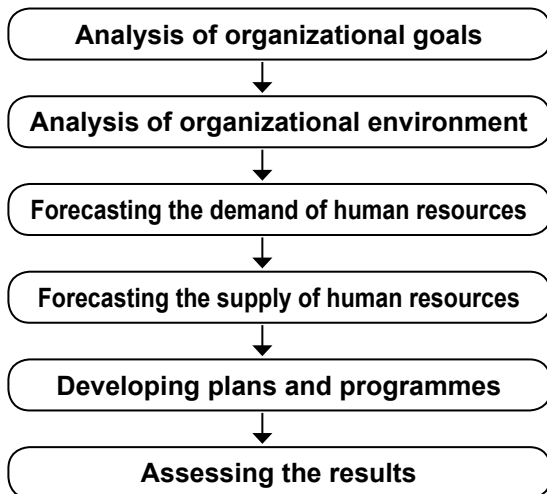 Analysis of organizational goals
Analysis of organizational environment
Forecasting the demand of human resources
Forecasting the supply of human resources
Developing plans and programmes
Assessing the results